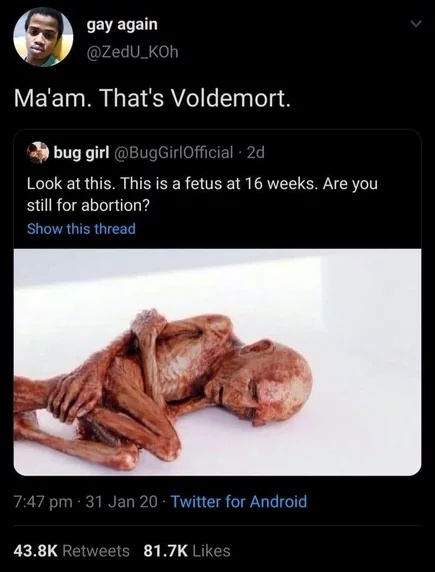 gay again
@ZedU_KOh
Ma'am. That's Voldemort.
bug girl @BugGirlOfficial · 2d
Look at this. This is a fetus at 16 weeks. Are you
still for abortion?
Show this thread
7:47 pm · 31 Jan 20 · Twitter for Android
43.8K Retweets 81.7K Likes